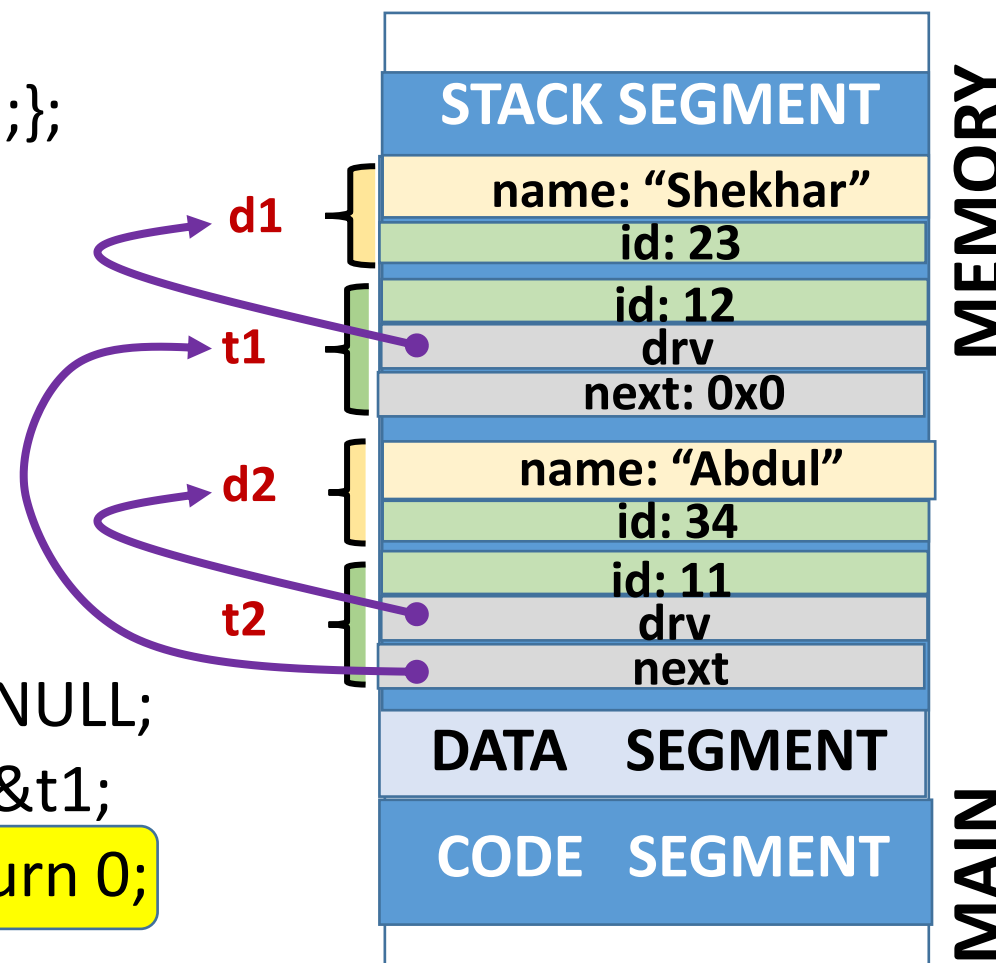 ;};
STACK SEGMENT
name: “Shekhar”
d1
id: 23
id: 12
t1
drv
next: 0x0
name: “Abdul”
d2
id: 34
id: 11
t2
drv
next
NULL;
DATA SEGMENT
&t1;
CODE SEGMENT
urn 0;
MAIN MEMORY